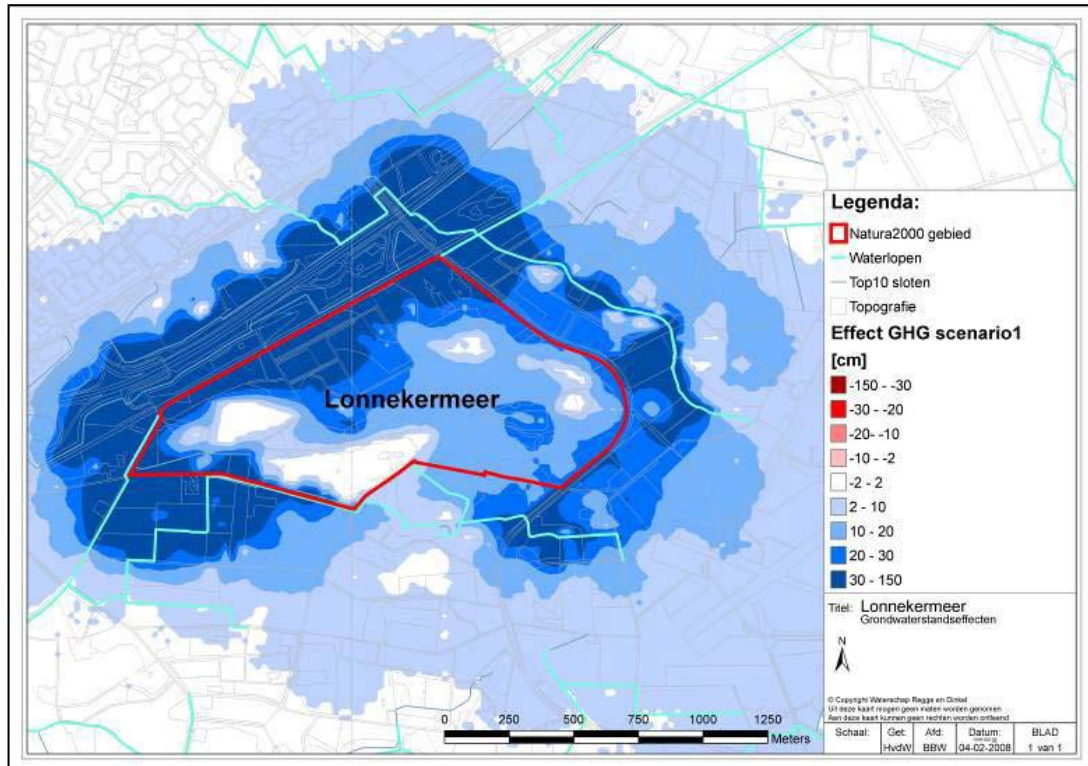 Lonnekermeer
Legenda:
Natura2000 gebied
Waterlopen
Top10 sloten
Topografie
Effect GHG scenario1
[cm]
-150 - -30
-30 - -20
-20- -10
-10 - -2
-2 - 2
2 - 10
10 - 20
20 - 30
30 - 150
Titel: Lonnekermeer
Grondwaterstandseffecten
N
© Copyright Waterschap Regge en Dinkel
Uit deze kaart mogen geen maten worden genomen
Aan deze kaart kunnen geen rechten worden ontleend
0 250 500 750 1000 1250
Meters
Schaal: Get: Afd: Datum: BLAD
HvdW BBW 04-02-2008 1 van 1